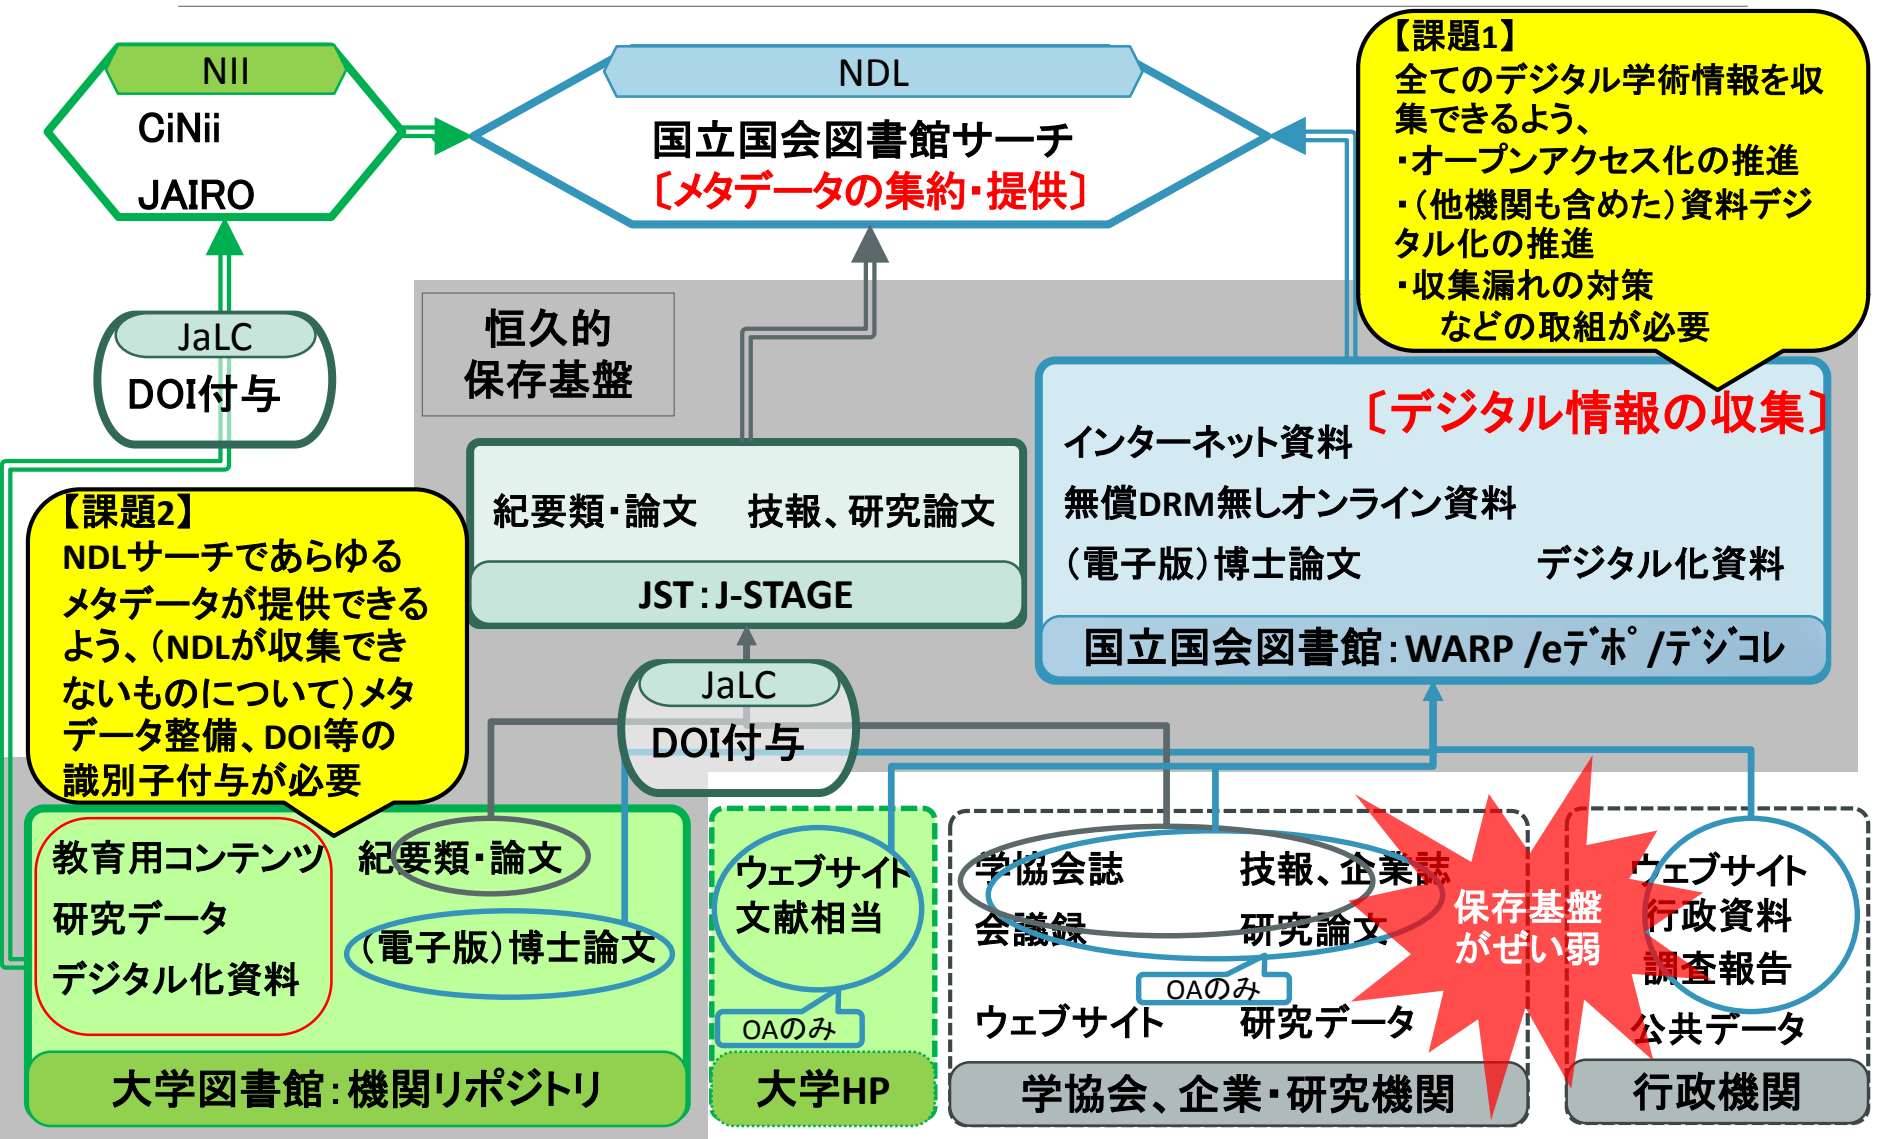 NII
CiNii
JAIRO
NDL
国立国会図書館サーチ
〔メタデータの集約・提供〕
【課題1】
全てのデジタル学術情報を収
集できるよう、
・オープンアクセス化の推進
・（他機関も含めた）資料デジ
タル化の推進
・収集漏れの対策
などの取組が必要
JaLC
DOI付与
恒久的
保存基盤
〔デジタル情報の収集〕
インターネット資料
無償DRM無しオンライン資料
（電子版）博士論文 デジタル化資料
国立国会図書館：WARP /eﾃﾞﾎﾟ /ﾃﾞｼﾞｺﾚ
紀要類・論文 技報、研究論文
JST：J-STAGE
【課題2】
NDLサーチであらゆる
メタデータが提供できる
よう、（NDLが収集でき
ないものについて）メタ
データ整備、DOI等の
識別子付与が必要
JaLC
DOI付与
教育用コンテンツ 紀要類・論文
研究データ
（電子版）博士論文
デジタル化資料
大学図書館：機関リポジトリ
ウェブサイト
文献相当
OAのみ
大学HP
学協会誌 技報、企業誌
会議録 研究論文
OAのみ
ウェブサイト 研究データ
学協会、企業・研究機関
保存基盤
がぜい弱
ウェブサイト
行政資料
調査報告
公共データ
行政機関